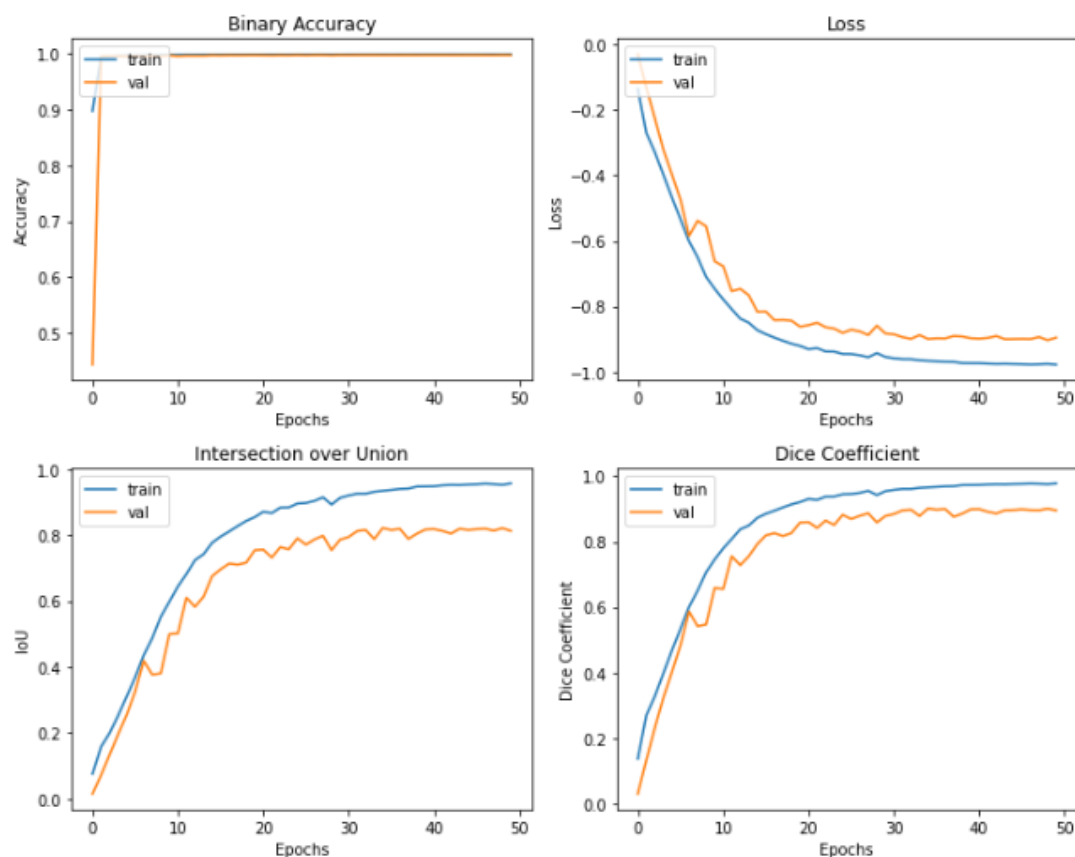 Binary Accuracy
1.0
0.9
0.8
0.7
0.6
0.5
Accuracy
train
val
0 10 20 30 40 50
Epochs
Loss
0.0
−0.2
−0.4
−0.6
−0.8
−1.0
Loss
train
val
0 10 20 30 40 50
Epochs
Intersection over Union
1.0
0.8
0.6
0.4
0.2
0.0
IoU
train
val
0 10 20 30 40 50
Epochs
Dice Coefficient
1.0
0.8
0.6
0.4
0.2
0.0
Dice Coefficient
train
val
0 10 20 30 40 50
Epochs